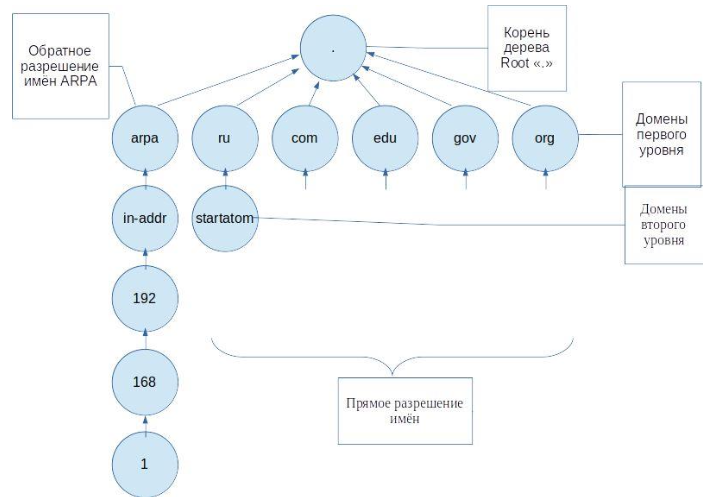 Обратное
разрешение
имён ARPA
.
Корень
дерева
Root «.»
arpa
ru
com
edu
gov
org
Домены
первого
уровня
in-addr
startatom
Домены
второго
уровня
192
168
Прямое разрешение
имён
1